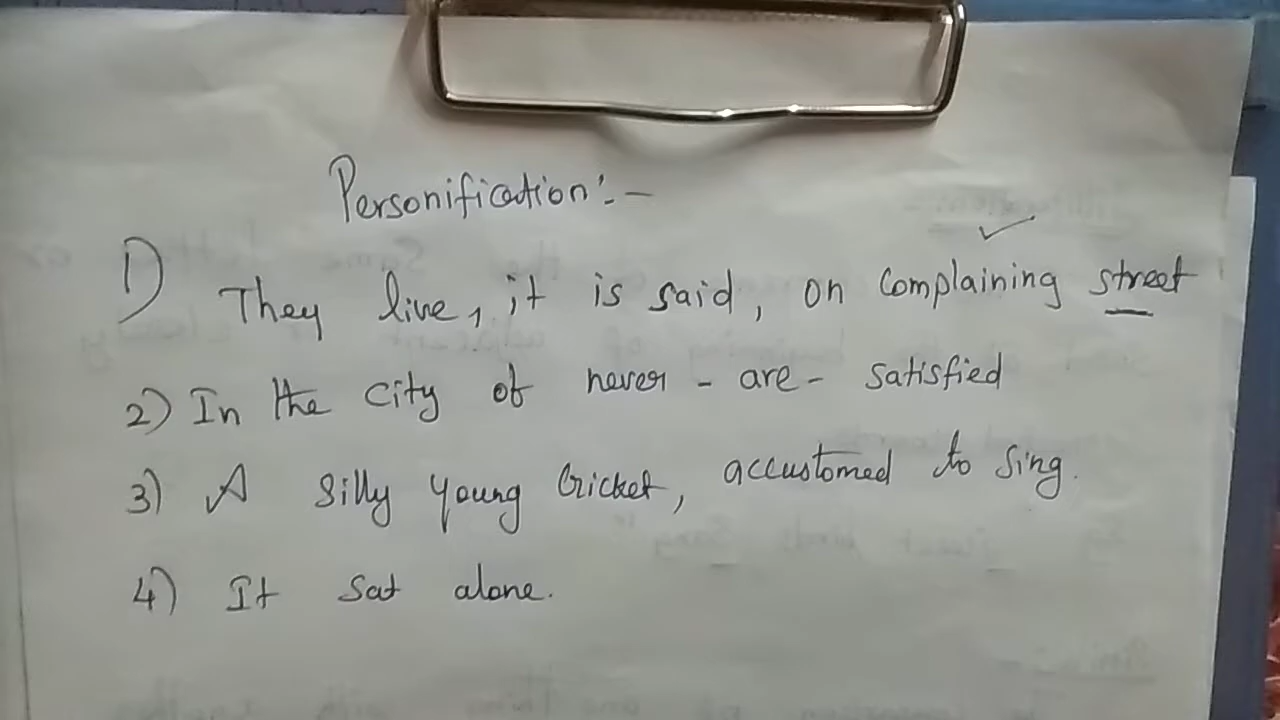 Personification:-
1) They live, it is said, on complaining street
2) In the city of never - are - satisfied
3) A silly young Cricket, accustomed to sing.
4) It sat alone.